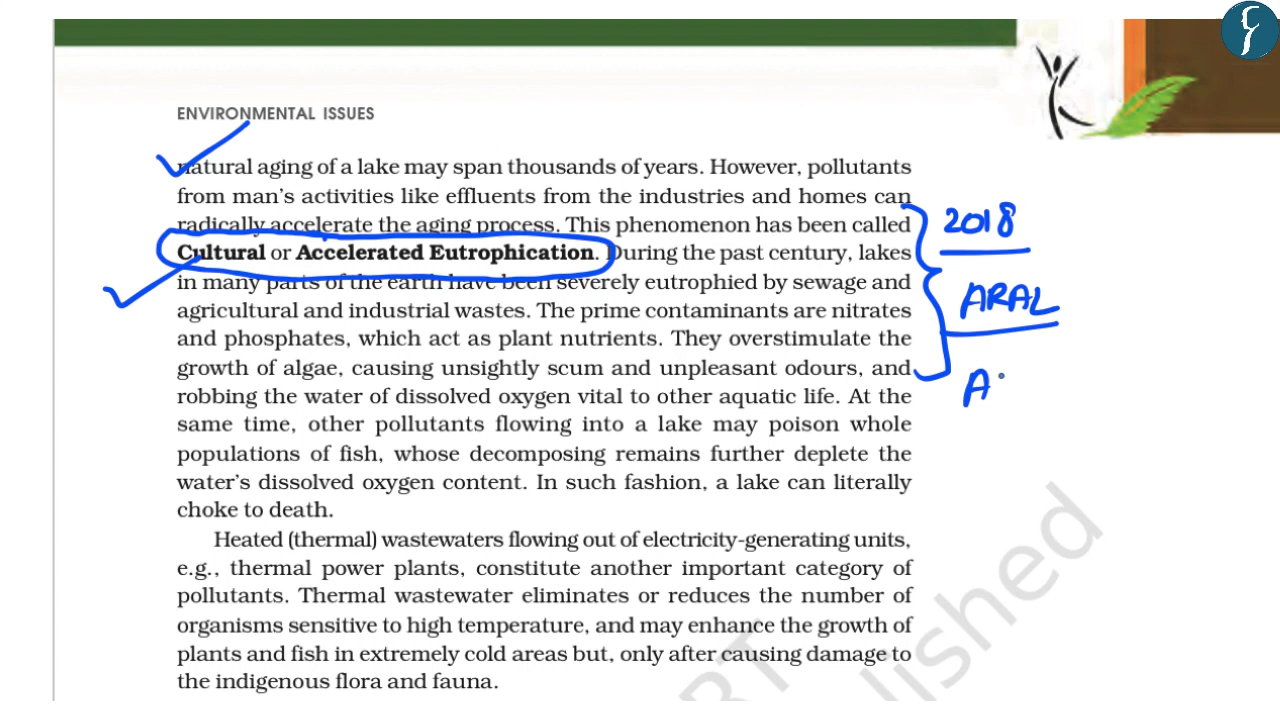 ENVIRONMENTAL ISSUES
natural aging of a lake may span thousands of years. However, pollutants
from man's activities like effluents from the industries and homes can
radically accelerate the aging process. This phenomenon has been called
Cultural or Accelerated Eutrophication. During the past century, lakes
in many parts of the earth have been severely eutrophied by sewage and
agricultural and industrial wastes. The prime contaminants are nitrates
and phosphates, which act as plant nutrients. They overstimulate the
growth of algae, causing unsightly scum and unpleasant odours, and
robbing the water of dissolved oxygen vital to other aquatic life. At the
same time, other pollutants flowing into a lake may poison whole
populations of fish, whose decomposing remains further deplete the
water's dissolved oxygen content. In such fashion, a lake can literally
choke to death.
Heated (thermal) wastewaters flowing out of electricity-generating units,
e.g., thermal power plants, constitute another important category of
pollutants. Thermal wastewater eliminates or reduces the number of
organisms sensitive to high temperature, and may enhance the growth of
plants and fish in extremely cold areas but, only after causing damage to
the indigenous flora and fauna.
2018
ARAL
A